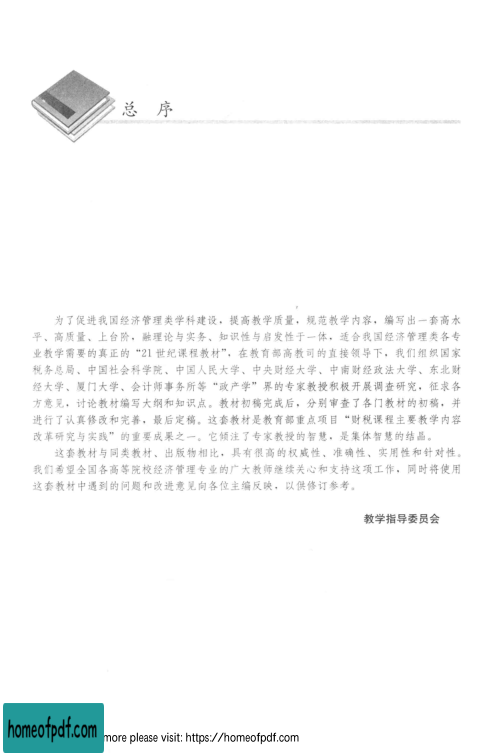 总 序
为了促进我国经济管理类学科建设，提高教学质量，规范教学内容，编写出一套高水
平、高质量、上台阶，融理论与实务、知识性与启发性于一体，适合我国经济管理类各专
业教学需要的真正的“21世纪课程教材”，在教育部高教司的直接领导下，我们组织国家
税务总局、中国社会科学院、中国人民大学、中央财经大学、中南财经政法大学、东北财
经大学、厦门大学、会计师事务所等“政产学”界的专家教授积极开展调查研究，征求各
方意见，讨论教材编写大纲和知识点。教材初稿完成后，分别审查了各门教材的初稿，并
进行了认真修改和完善，最后定稿。这套教材是教育部重点项目“财税课程主要教学内容
改革研究与实践”的重要成果之一。它倾注了专家教授的智慧，是集体智慧的结晶。
这套教材与同类教材、出版物相比，具有很高的权威性、准确性、实用性和针对性。
我们希望全国各高等院校经济管理专业的广大教师继续关心和支持这项工作，同时将使用
这套教材中遇到的问题和改进意见向各位主编反映，以供修订参考。
教学指导委员会
homeofpdf.com more please visit: https://homeofpdf.com